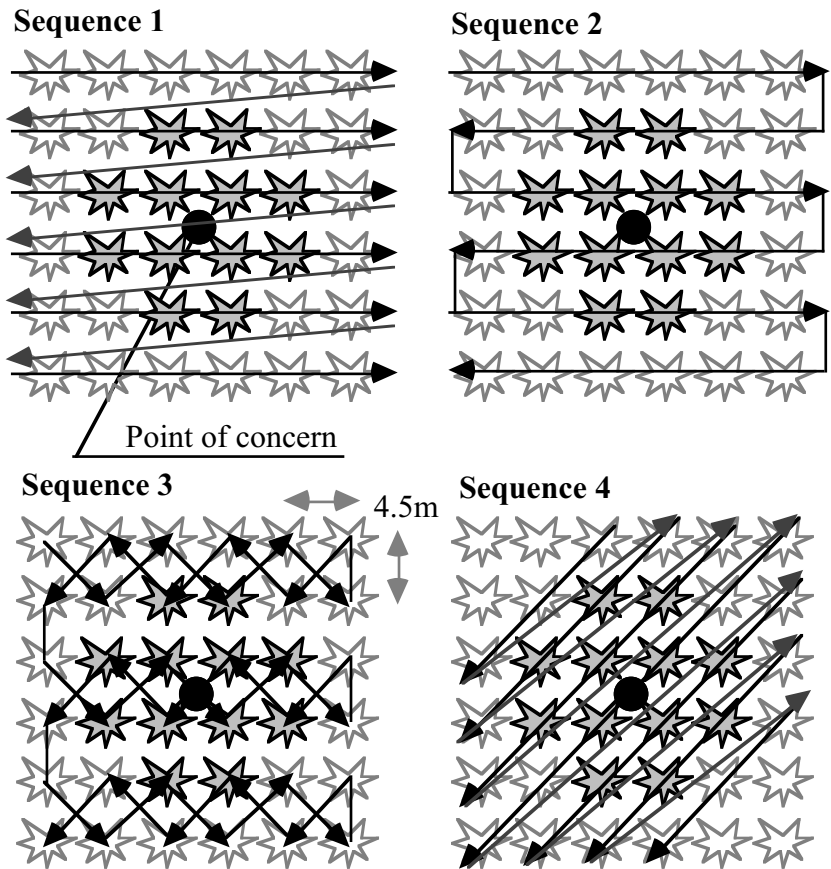 Sequence 1
Sequence 2
Point of concern
Sequence 3
4.5m
Sequence 4